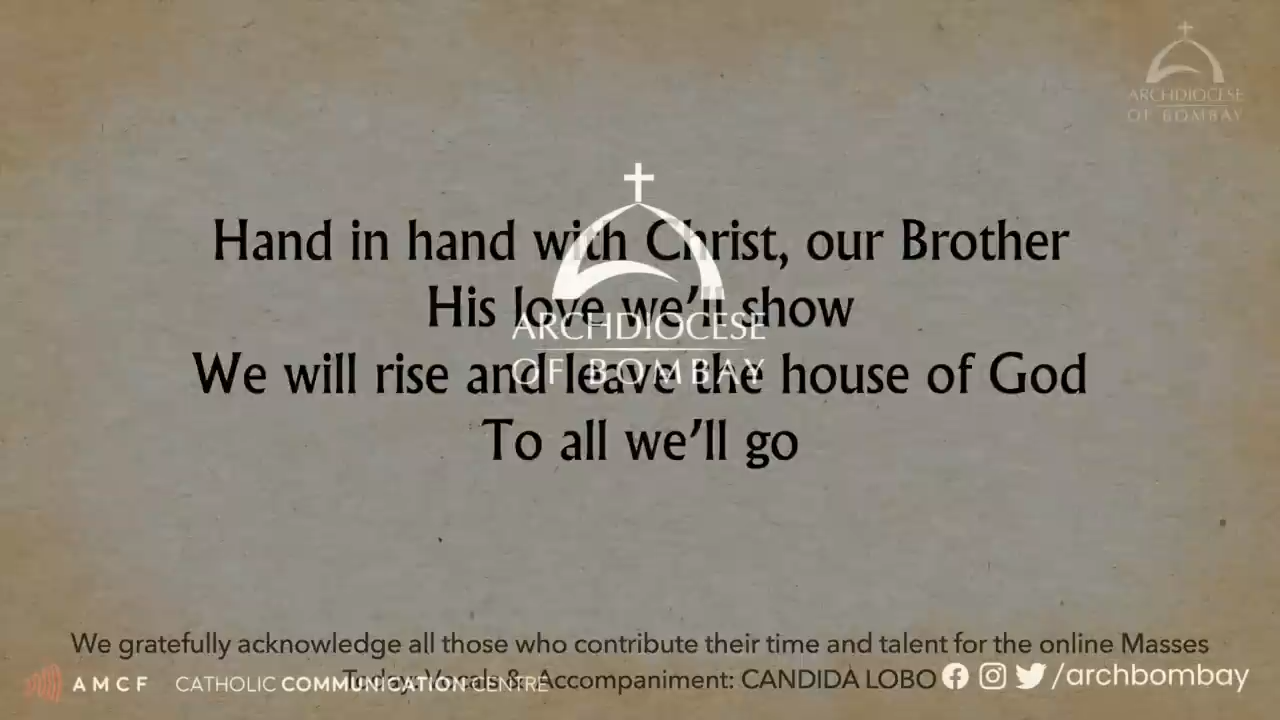 ARCHDIOCESE
OF BOMBAY
Hand in hand with Christ, our Brother
His love we'll show
We will rise and leave the house of God
To all we'll go
ARCHDIOCESE
OF BOMBAY
We gratefully acknowledge all those who contribute their time and talent for the online Masses
Today: Vocals & Accompaniment: CANDIDA LOBO
AMCF CATHOLIC COMMUNICATION CENTRE
/archbombay